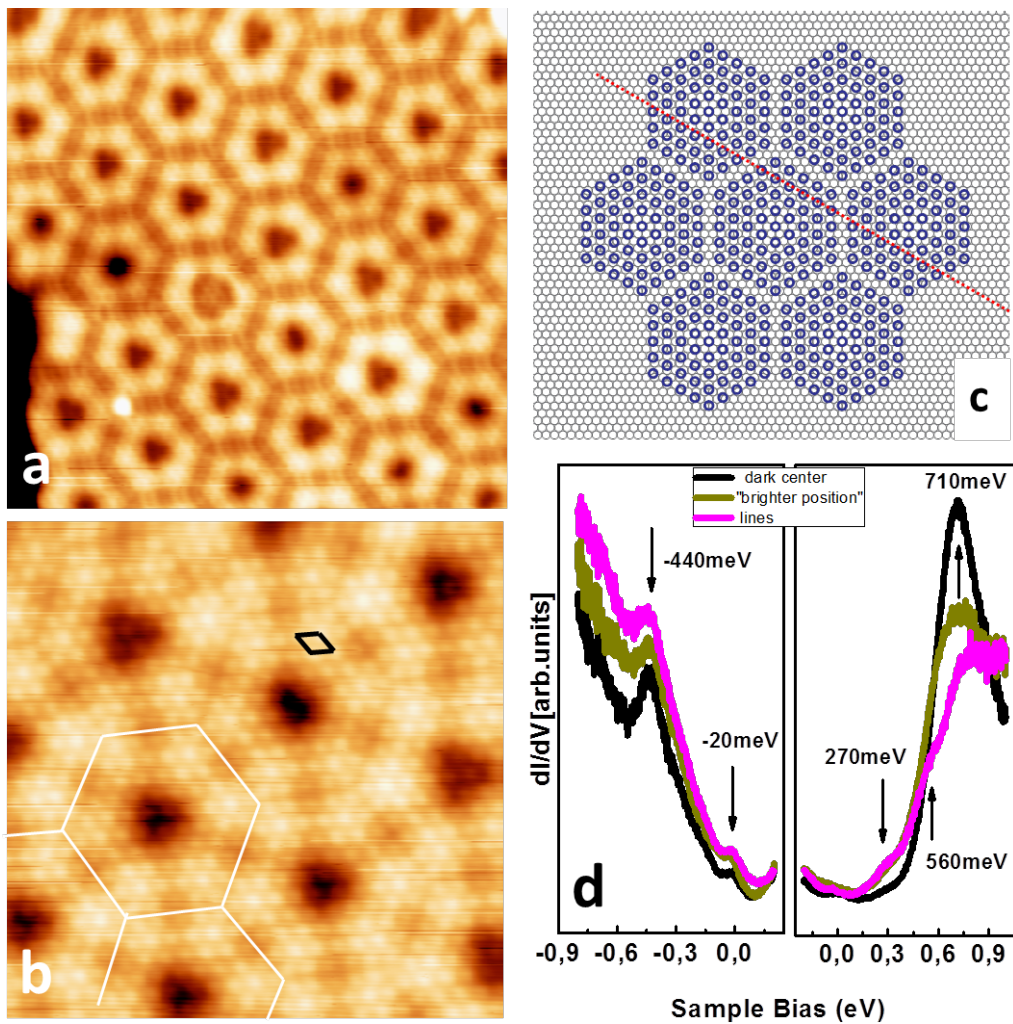 a
c
b
dark center
"brighter position"
lines
710meV
-440meV
-20meV
270meV
560meV
d
dI/dV[arb.units]
-0,9 -0,6 -0,3 0,0 0,0 0,3 0,6 0,9
Sample Bias (eV)